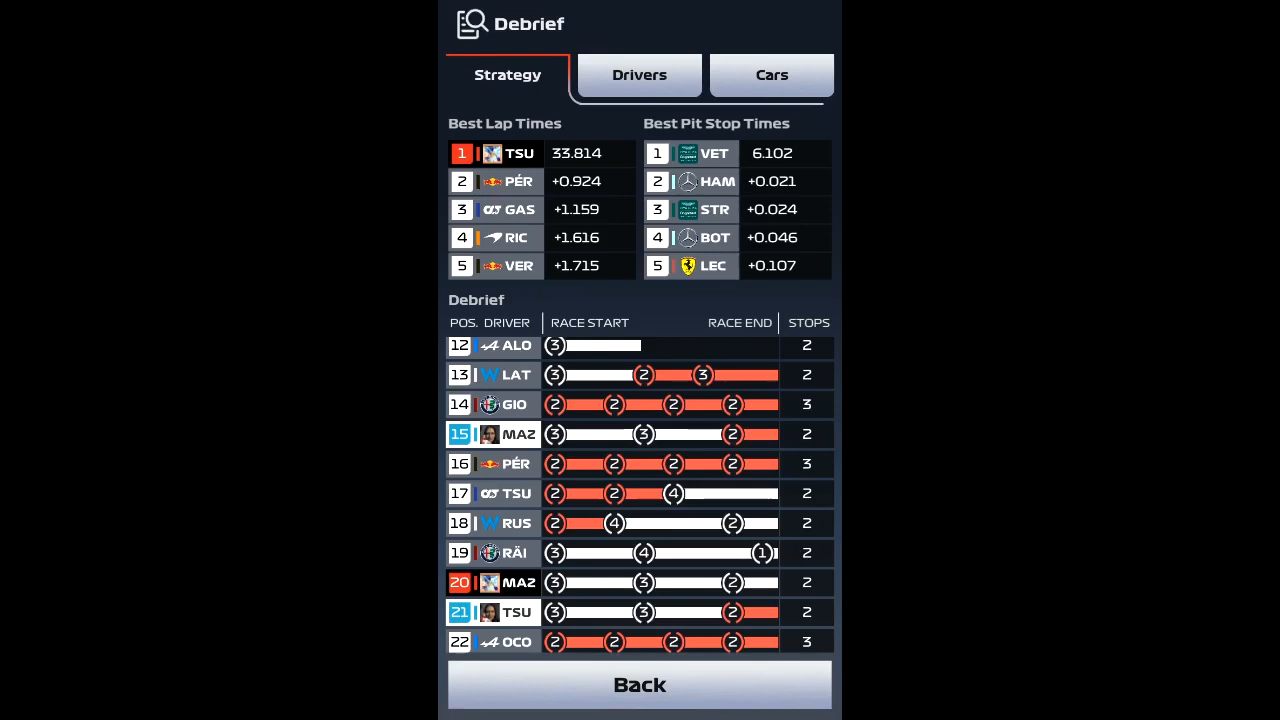 Debrief
Strategy Drivers Cars
Best Lap Times Best Pit Stop Times
1 TSU 33.814 1 VET 6.102
2 PÉR +0.924 2 HAM +0.021
3 GAS +1.159 3 STR +0.024
4 RIC +1.616 4 BOT +0.046
5 VER +1.715 5 LEC +0.107
Debrief
POS. DRIVER RACE START RACE END STOPS
12 ALO (3) 2
13 LAT (3) (2) (3) 2
14 GIO (2) (2) (2) (2) 3
15 MAZ (3) (3) (2) 2
16 PÉR (2) (2) (2) (2) 3
17 TSU (2) (2) (4) 2
18 RUS (2) (4) (2) 2
19 RÄI (3) (4) (1) 2
20 MAZ (3) (3) (2) 2
21 TSU (3) (3) (2) 2
22 OCO (2) (2) (2) (2) 3
Back